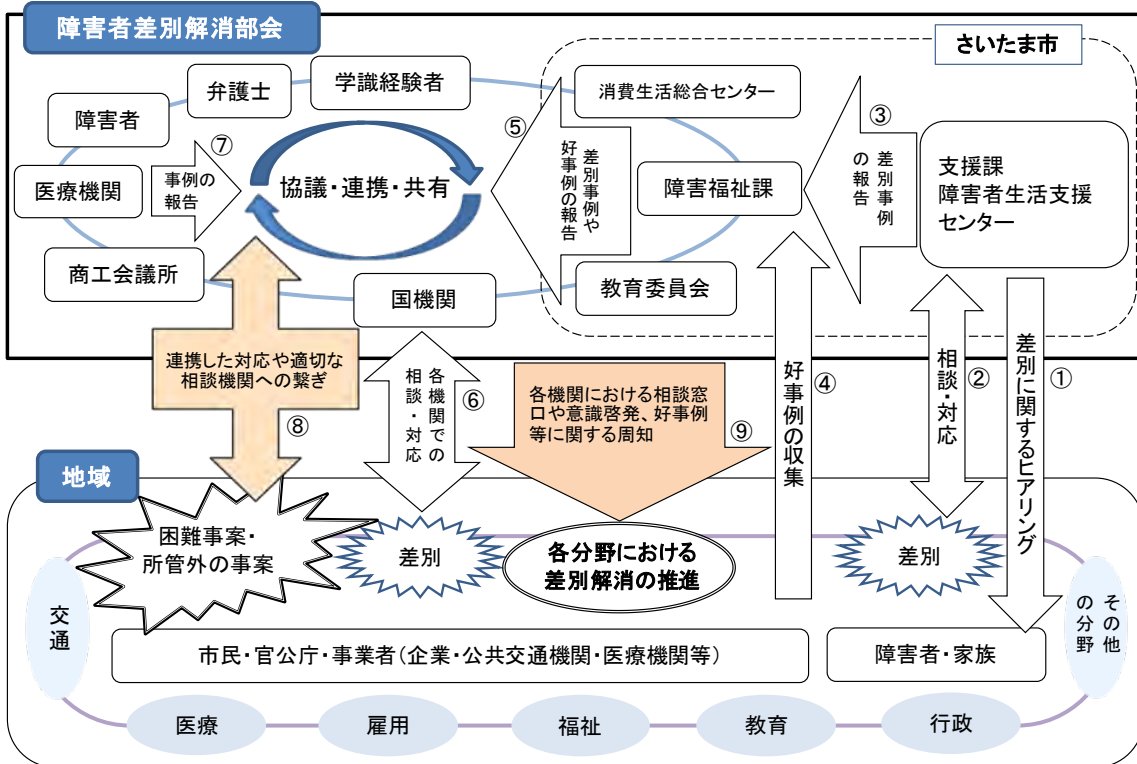 障害者差別解消部会
さいたま市
学識経験者
弁護士
障害者
医療機関
商工会議所
国機関
消費生活総合センター
障害福祉課
教育委員会
支援課
障害者生活支援
センター
⑦
事例の
報告
協議・連携・共有
⑤
差別事例や
好事例の報告
③
差別事例
の報告
連携した対応や適切な
相談機関への繋ぎ
⑧
各機関での
相談・対応
⑥
各機関における相談窓
口や意識啓発、好事例
等に関する周知
⑨
好事例の収集
④
相談・対応
②
差別に関するヒアリング
①
地域
困難事案・
所管外の事案
差別
各分野における
差別解消の推進
差別
交通
その他
の分野
市民・官公庁・事業者(企業・公共交通機関・医療機関等)
障害者・家族
医療
雇用
福祉
教育
行政